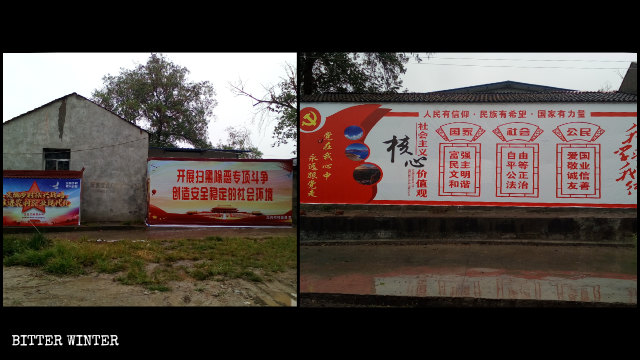 开展扫黑除恶专项斗争
创造安全稳定的社会环境
人民有信仰·民族有希望·国家有力量
党在我心中
永远跟党走
核心
社会主义
价值观
国家
富强
民主
文明
和谐
社会
自由
平等
公正
法治
公民
爱国
敬业
诚信
友善
BITTER WINTER